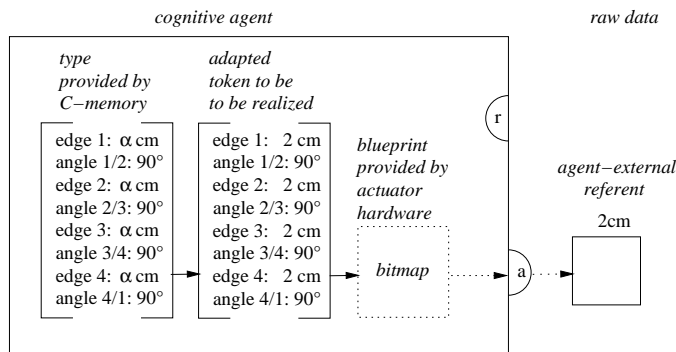 cognitive agent
raw data
type
provided by
C−memory
adapted
token to be
to be realized
edge 1: α cm
angle 1/2: 90°
edge 2: α cm
angle 2/3: 90°
edge 3: α cm
angle 3/4: 90°
edge 4: α cm
angle 4/1: 90°
edge 1: 2 cm
angle 1/2: 90°
edge 2: 2 cm
angle 2/3: 90°
edge 3: 2 cm
angle 3/4: 90°
edge 4: 2 cm
angle 4/1: 90°
blueprint
provided by
actuator
hardware
bitmap
r
a
agent−external
referent
2cm